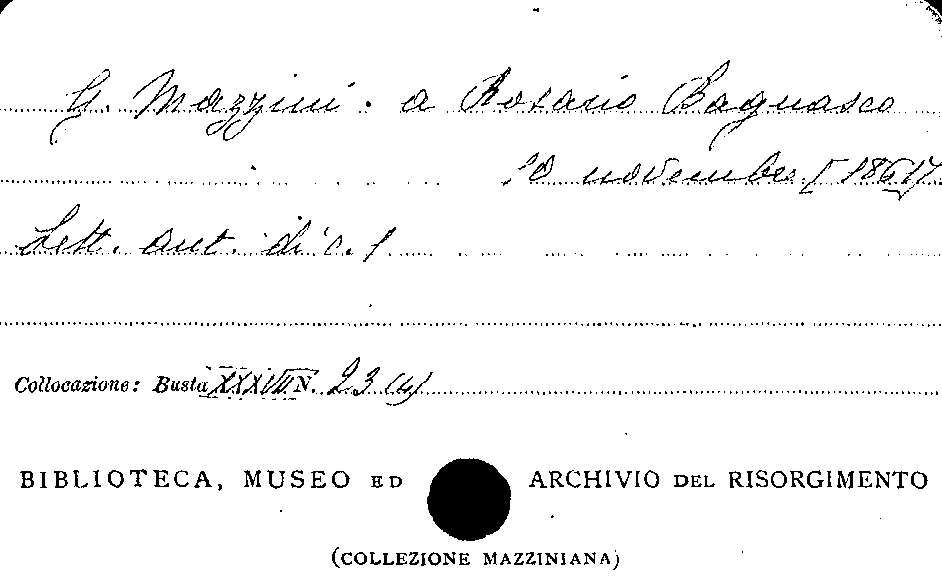 G. Mazzini. a Rosario Bagnasco
10 novembre [186
Lett. aut. di c. 1
Collocazione: Busta XXXVIII N. 23 (4)
BIBLIOTECA, MUSEO ED ARCHIVIO DEL RISORGIMENTO
(COLLEZIONE MAZZINIANA)